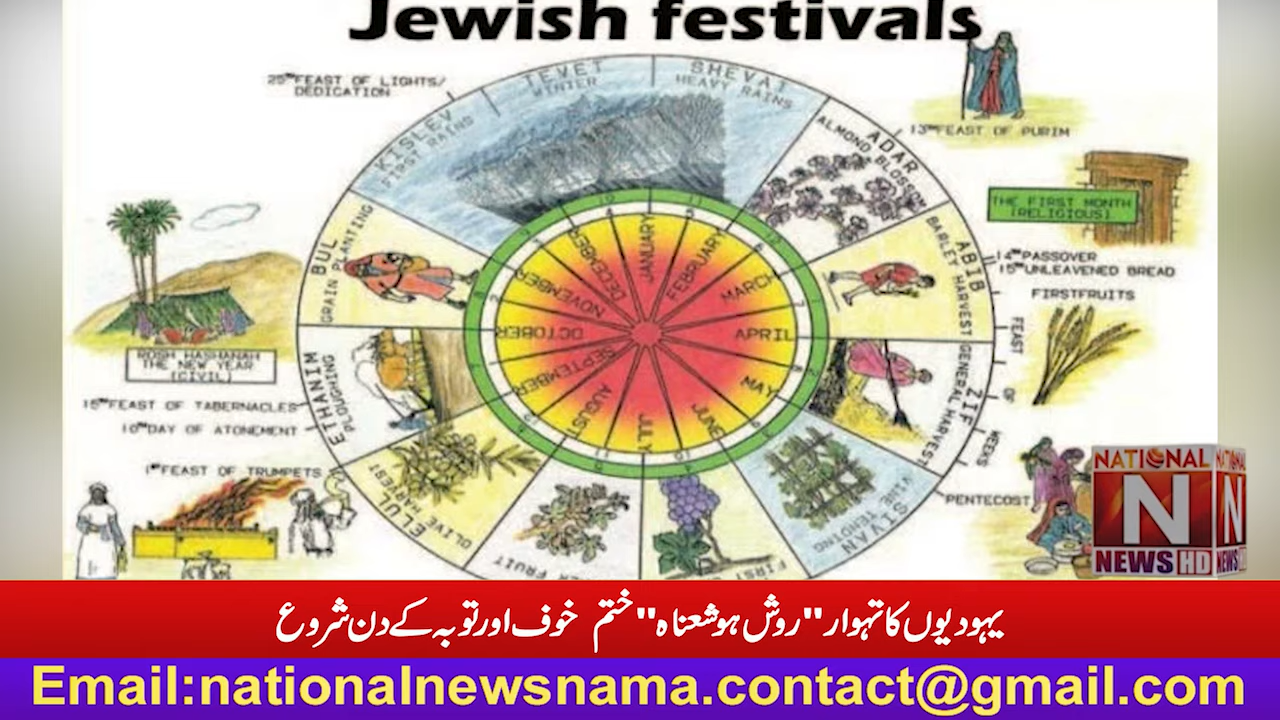 Jewish festivals
25TH FEAST OF LIGHTS/
DEDICATION
TEVET
WINTER
SHEVAT
HEAVY RAINS
KISLEV
FIRST RAINS
ADAR
ALMOND BLOSSOM
13TH FEAST OF PURIM
THE FIRST MONTH
(RELIGIOUS)
BUL
GRAIN PLANTING
ABIB
BARLEY HARVEST
14TH PASSOVER
15TH UNLEAVENED BREAD
FIRSTFRUITS
FEAST
OF
WEEKS
PENTECOST
JANUARY
FEBRUARY
MARCH
APRIL
MAY
JUNE
JULY
AUGUST
SEPTEMBER
OCTOBER
NOVEMBER
DECEMBER
ROSH HASHANAH
THE NEW YEAR
(CIVIL)
15TH FEAST OF TABERNACLES
10TH DAY OF ATONEMENT
1ST FEAST OF TRUMPETS
ETHANIM
PLOUGHING
ZIF
GENERAL HARVEST
ELUL
OLIVE HARVEST
SIVAN
VINE TENDING
FRUIT
FIRST
NATIONAL
N
NEWS HD
NATIONAL
N
NEWS
یہودیوں کا تہوار "روش ہوشعناہ" ختم خوف اور توبہ کے دن شروع
Email:nationalnewsnama.contact@gmail.com